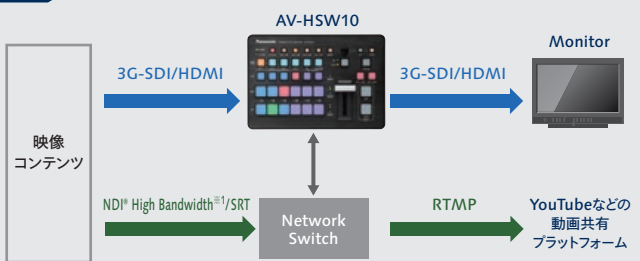 AV-HSW10
Monitor
3G-SDI/HDMI
3G-SDI/HDMI
Panasonic
映像
コンテンツ
NDI® High Bandwidth※1/SRT
RTMP
Network
Switch
YouTubeなどの
動画共有
プラットフォーム